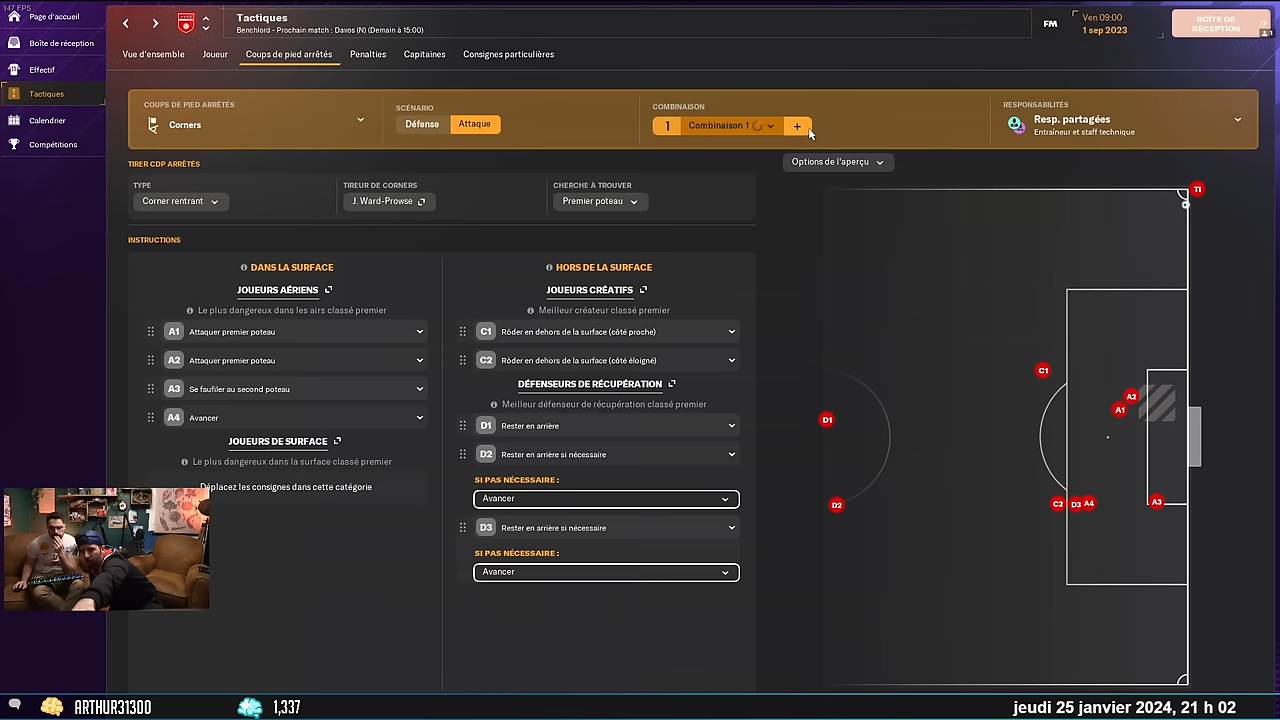 147 FPS
Page d'accueil
Boîte de réception
Effectif
Tactiques
Calendrier
Compétitions
Tactiques
Benchlord - Prochain match : Davos (N) (Demain à 15:00)
FM
Ven 09:00
1 sep 2023
BOÎTE DE RÉCEPTION
1
Vue d'ensemble
Joueur
Coups de pied arrêtés
Penalties
Capitaines
Consignes particulières
COUPS DE PIED ARRÊTÉS
Corners
SCÉNARIO
Défense
Attaque
COMBINAISON
1
Combinaison 1
+
RESPONSABILITÉS
Resp. partagées
Entraîneur et staff technique
TIRER CDP ARRÊTÉS
Options de l'aperçu
TYPE
Corner rentrant
TIREUR DE CORNERS
J. Ward-Prowse
CHERCHE À TROUVER
Premier poteau
INSTRUCTIONS
DANS LA SURFACE
JOUEURS AÉRIENS
Le plus dangereux dans les airs classé premier
A1 Attaquer premier poteau
A2 Attaquer premier poteau
A3 Se faufiler au second poteau
A4 Avancer
JOUEURS DE SURFACE
Le plus dangereux dans la surface classé premier
Déplacez les consignes dans cette catégorie
HORS DE LA SURFACE
JOUEURS CRÉATIFS
Meilleur créateur classé premier
C1 Rôder en dehors de la surface (côté proche)
C2 Rôder en dehors de la surface (côté éloigné)
DÉFENSEURS DE RÉCUPÉRATION
Meilleur défenseur de récupération classé premier
D1 Rester en arrière
D2 Rester en arrière si nécessaire
SI PAS NÉCESSAIRE :
Avancer
D3 Rester en arrière si nécessaire
SI PAS NÉCESSAIRE :
Avancer
TI
C1
A2
A1
D1
D2
C2
D3
A4
A3
ARTHUR31300
1,337
jeudi 25 janvier 2024, 21 h 02